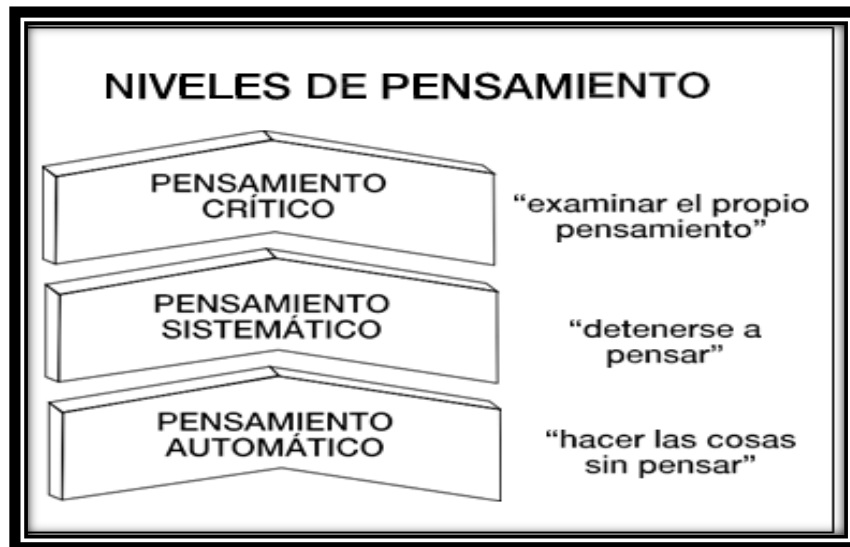 NIVELES DE PENSAMIENTO
PENSAMIENTO
CRÍTICO
“examinar el propio
pensamiento”
PENSAMIENTO
SISTEMÁTICO
“detenerse a
pensar”
PENSAMIENTO
AUTOMÁTICO
“hacer las cosas
sin pensar”